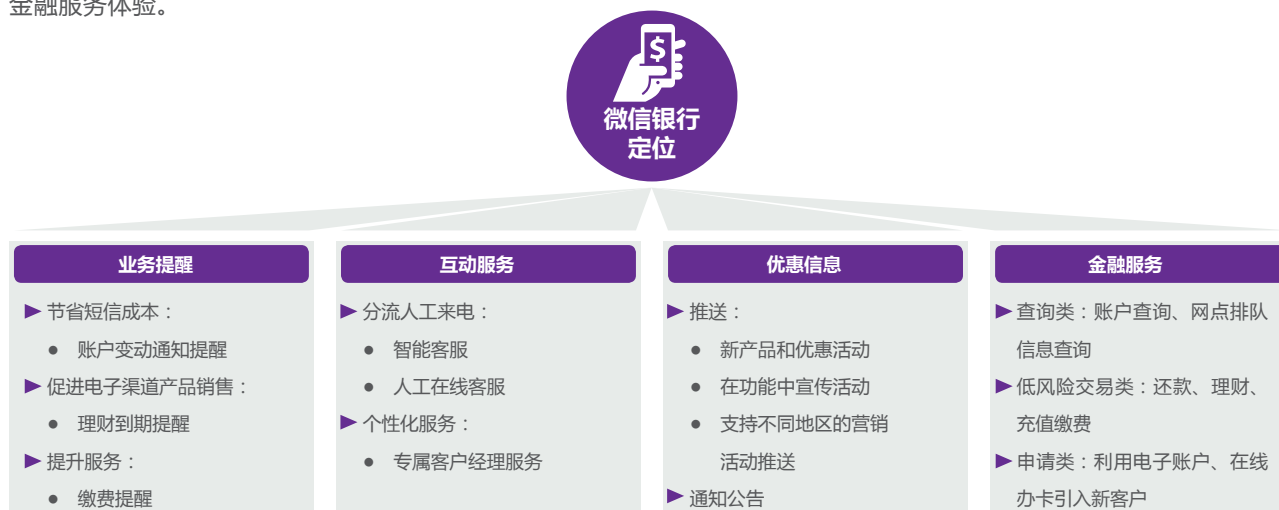 金融服务体验。
$
微信银行
定位
业务提醒
▶ 节省短信成本：
● 账户变动通知提醒
▶ 促进电子渠道产品销售：
● 理财到期提醒
▶ 提升服务：
● 缴费提醒
互动服务
▶ 分流人工来电：
● 智能客服
● 人工在线客服
▶ 个性化服务：
● 专属客户经理服务
优惠信息
▶ 推送：
● 新产品和优惠活动
● 在功能中宣传活动
● 支持不同地区的营销
活动推送
▶ 通知公告
金融服务
▶ 查询类：账户查询、网点排队
信息查询
▶ 低风险交易类：还款、理财、
充值缴费
▶ 申请类：利用电子账户、在线
办卡引入新客户